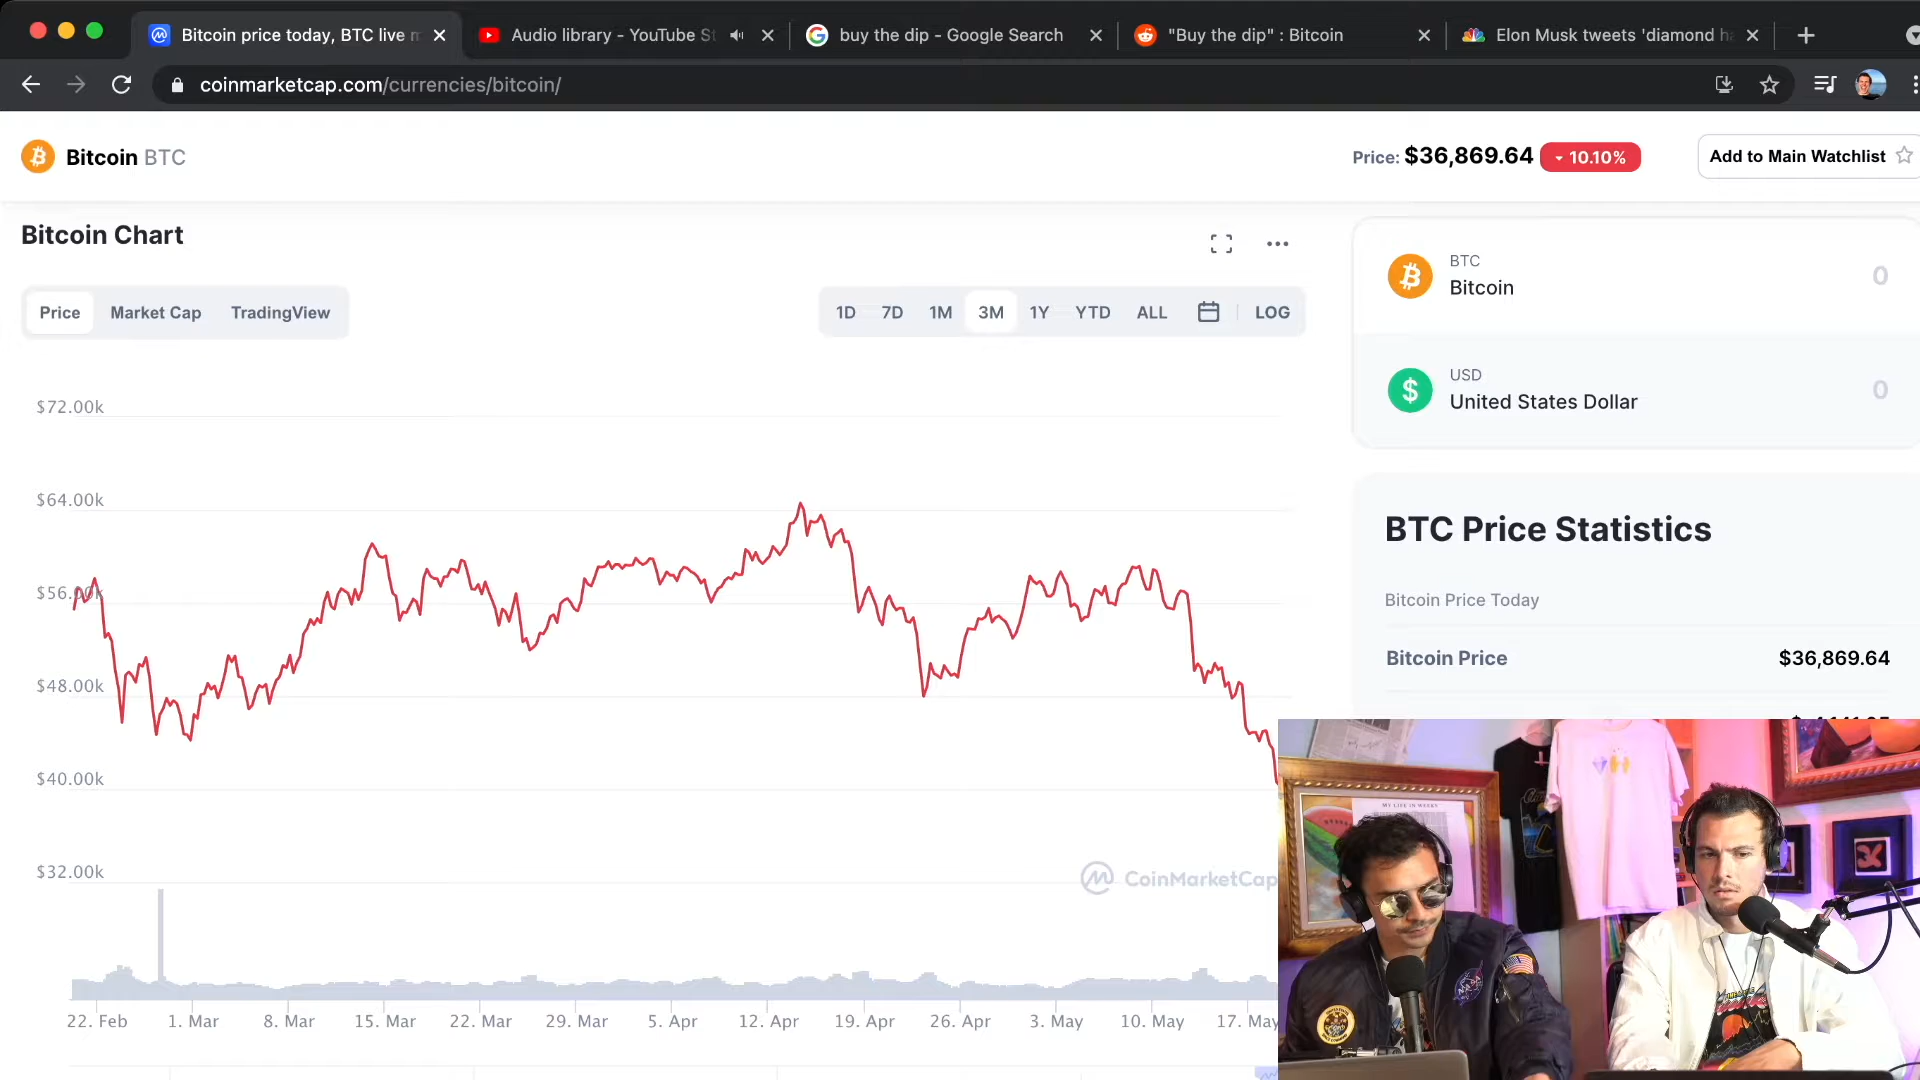 Bitcoin price today, BTC live m
Audio library - YouTube St
buy the dip - Google Search
"Buy the dip" : Bitcoin
Elon Musk tweets 'diamond ha
coinmarketcap.com/currencies/bitcoin/
Bitcoin BTC
Price: $36,869.64 10.10%
Add to Main Watchlist
Bitcoin Chart
Price Market Cap TradingView
1D 7D 1M 3M 1Y YTD ALL LOG
BTC
Bitcoin
0
USD
United States Dollar
0
$72.00k
$64.00k
$56.00k
$48.00k
$40.00k
$32.00k
CoinMarketCap
22. Feb 1. Mar 8. Mar 15. Mar 22. Mar 29. Mar 5. Apr 12. Apr 19. Apr 26. Apr 3. May 10. May 17. May
BTC Price Statistics
Bitcoin Price Today
Bitcoin Price
$36,869.64
MY LIFE IN WEEKS